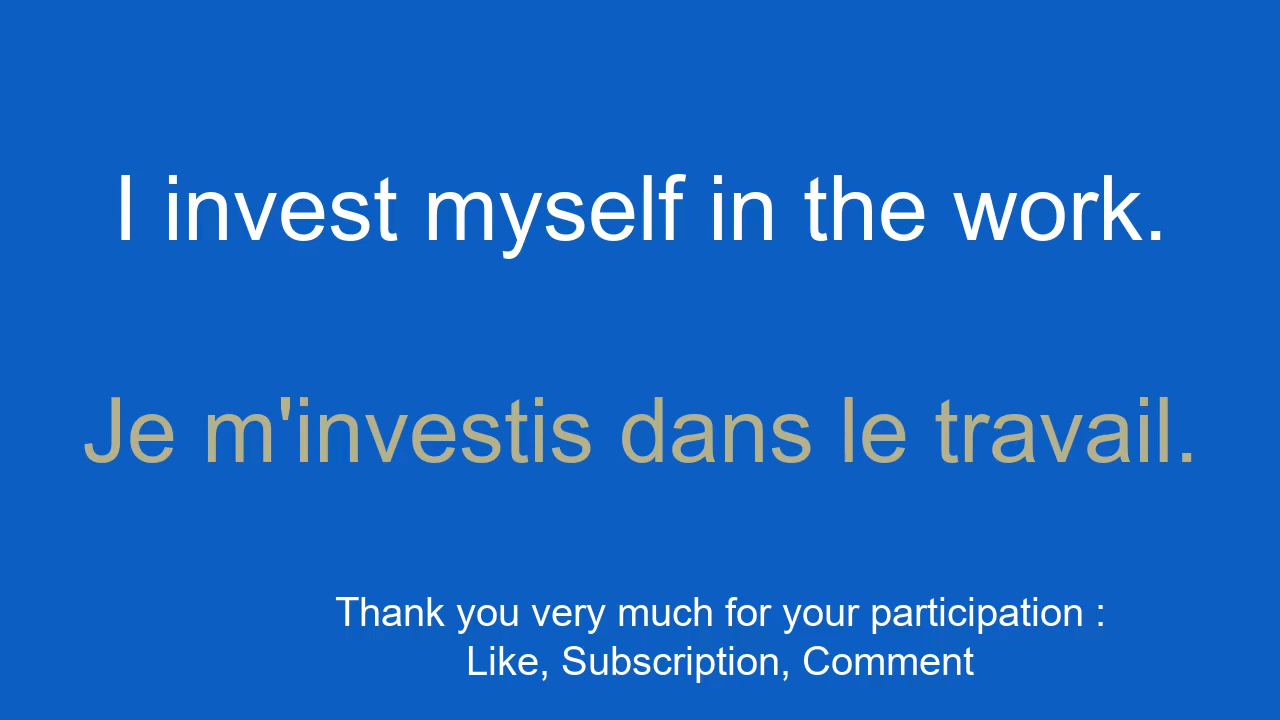 I invest myself in the work.
Je m'investis dans le travail.
Thank you very much for your participation :
Like, Subscription, Comment